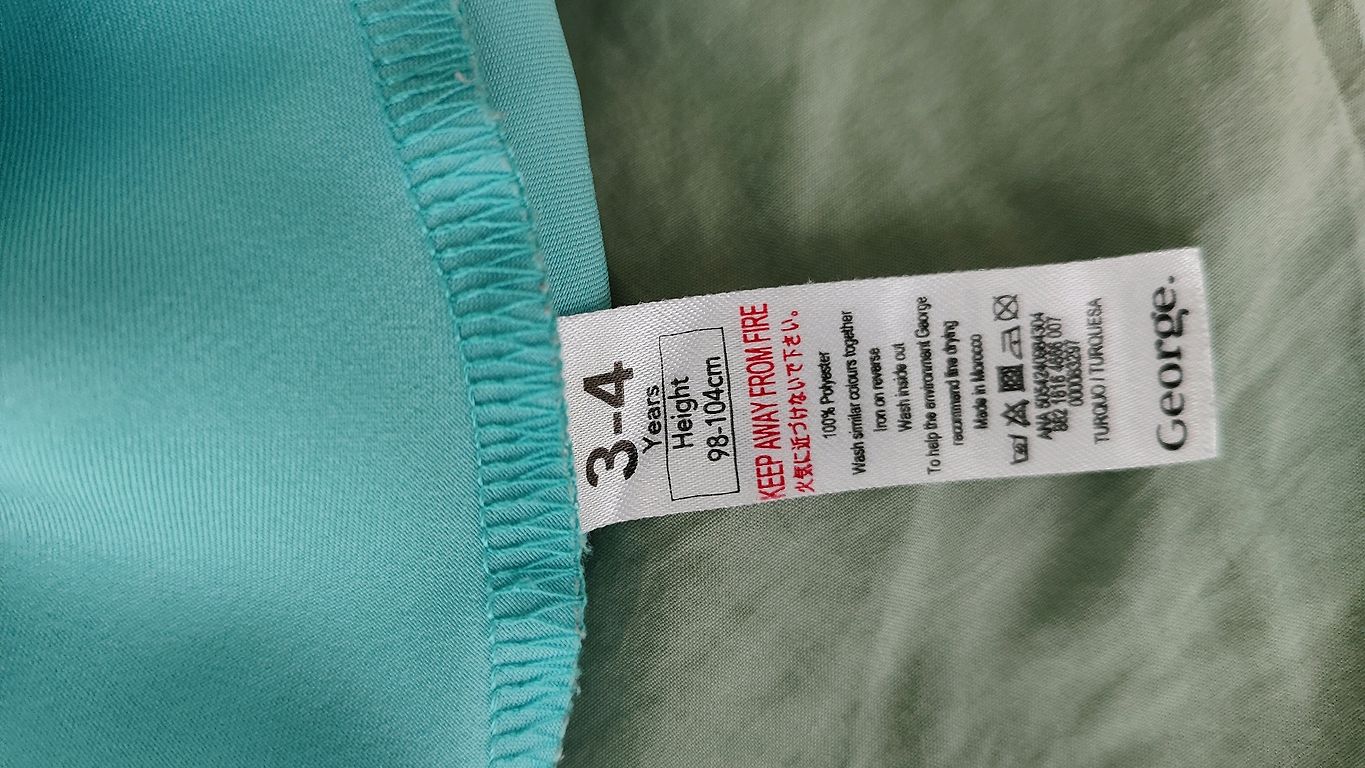 3-4
Years
Height
98-104cm
KEEP AWAY FROM FIRE
火気に近づけないで下さい。
100% Polyester
Wash similar colours together
Iron on reverse
Wash inside out
To help the environment George
recommend line drying
Made in Morocco
ANA
007
TURQUO / TURQUESA
George.